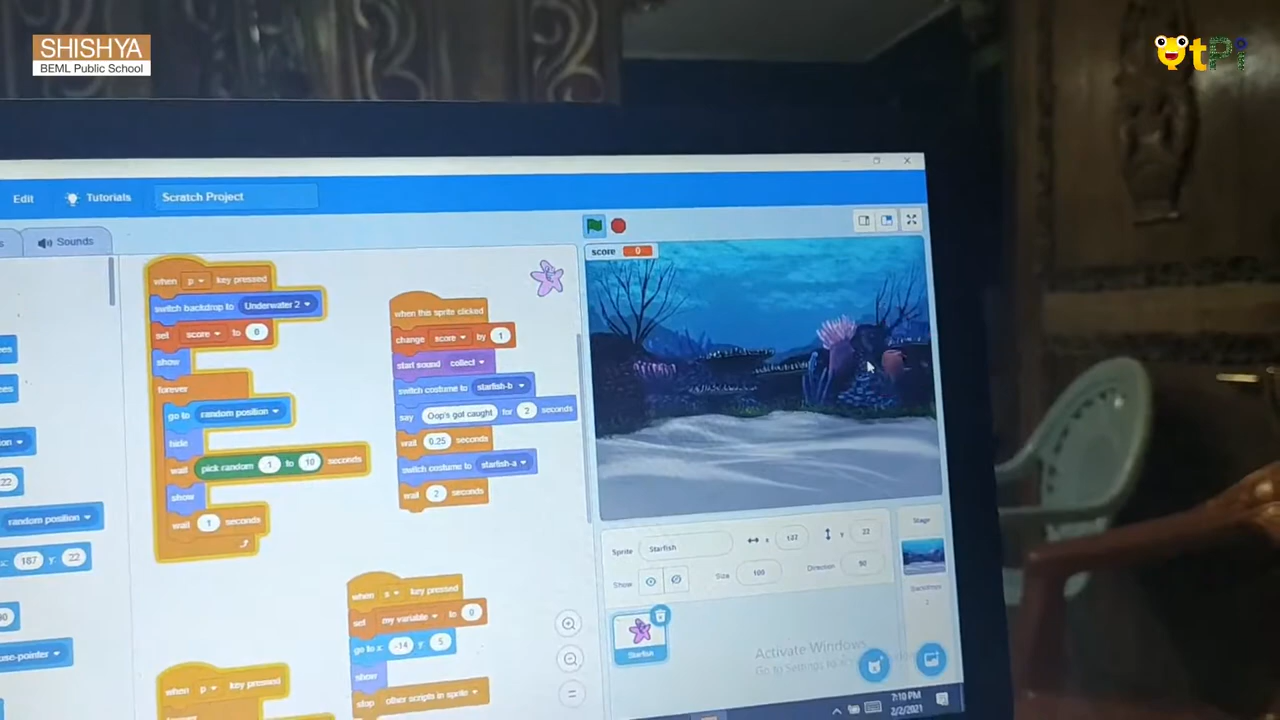 SHISHYA
BEML Public School
QtPi
Edit
Tutorials
Scratch Project
Sounds
when p key pressed
switch backdrop to Underwater 2
set score to 0
show
forever
go to random position
hide
wait pick random 1 to 10 seconds
show
wait 1 seconds
when this sprite clicked
change score by 1
start sound collect
switch costume to starfish-b
say Oop's got caught for 2 seconds
wait 0.25 seconds
switch costume to starfish-a
wait 2 seconds
when s key pressed
set my variable to 0
go to x: -14 y: 5
show
stop other scripts in sprite
when p key pressed
forever
random position
x: 187 y: 22
score 0
Sprite Starfish x 127 y 22
Show Size 100 Direction 90
Starfish
Stage
2
Activate Windows
Go to Settings to
7:10 PM
2/2/2021